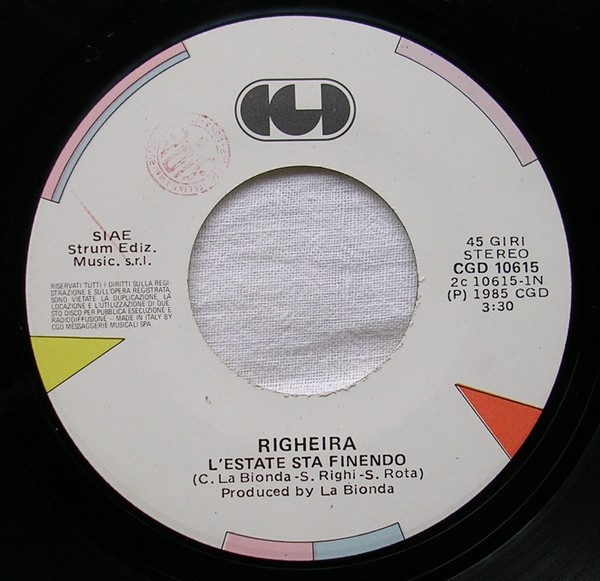 CGD
SIAE
Strum Ediz.
Music. s.r.l.
RISERVATI TUTTI I DIRITTI SULLA REGI-
STRAZIONE E SULL'OPERA REGISTRATA.
SONO VIETATE LA DUPLICAZIONE, LA
LOCAZIONE E L'UTILIZZAZIONE DI QUE-
STO DISCO PER PUBBLICA ESECUZIONE E
RADIODIFFUSIONE - MADE IN ITALY BY
CGD MESSAGGERIE MUSICALI SPA
45 GIRI
STEREO
CGD 10615
2c 10615-1N
(P) 1985 CGD
3:30
RIGHEIRA
L'ESTATE STA FINENDO
(C. La Bionda-S. Righi-S. Rota)
Produced by La Bionda